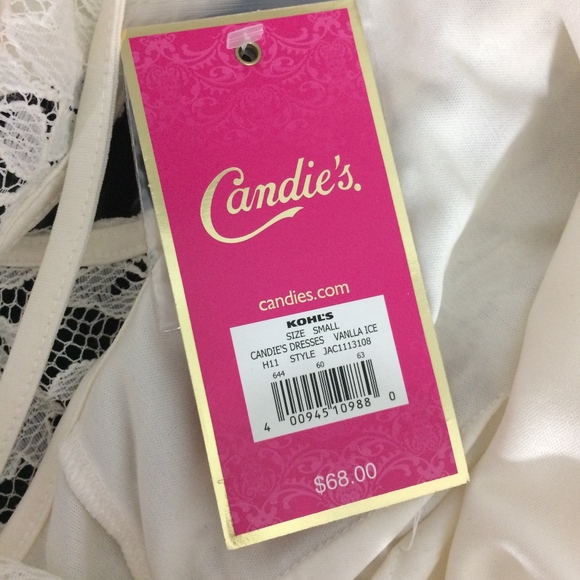 Candie's.
candies.com
KOHL'S
SIZE SMALL
CANDIE'S DRESSES VANLLA ICE
H11 STYLE JAC1113108
644 60 63
4 00945 10988 0
$68.00